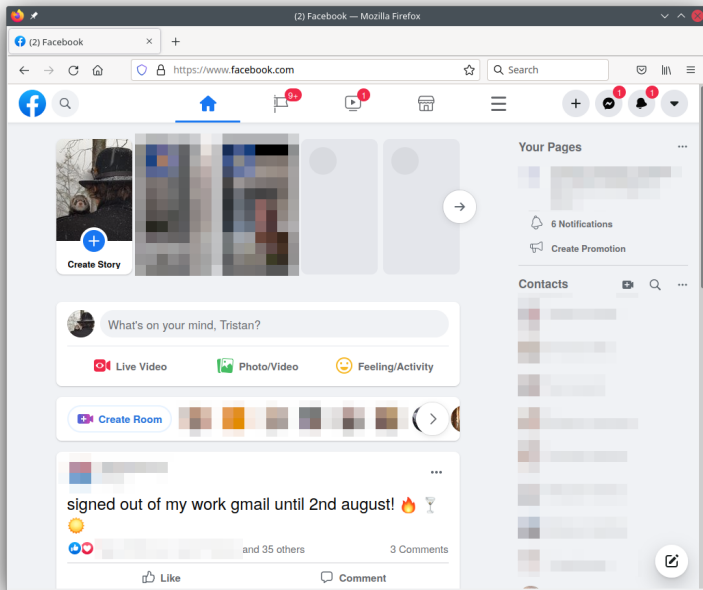 (2) Facebook — Mozilla Firefox
(2) Facebook
https://www.facebook.com
Search
9+
1
1
1
Create Story
What's on your mind, Tristan?
Live Video
Photo/Video
Feeling/Activity
Create Room
signed out of my work gmail until 2nd august! 🔥 🍸
🌞
and 35 others
3 Comments
Like
Comment
Your Pages
6 Notifications
Create Promotion
Contacts